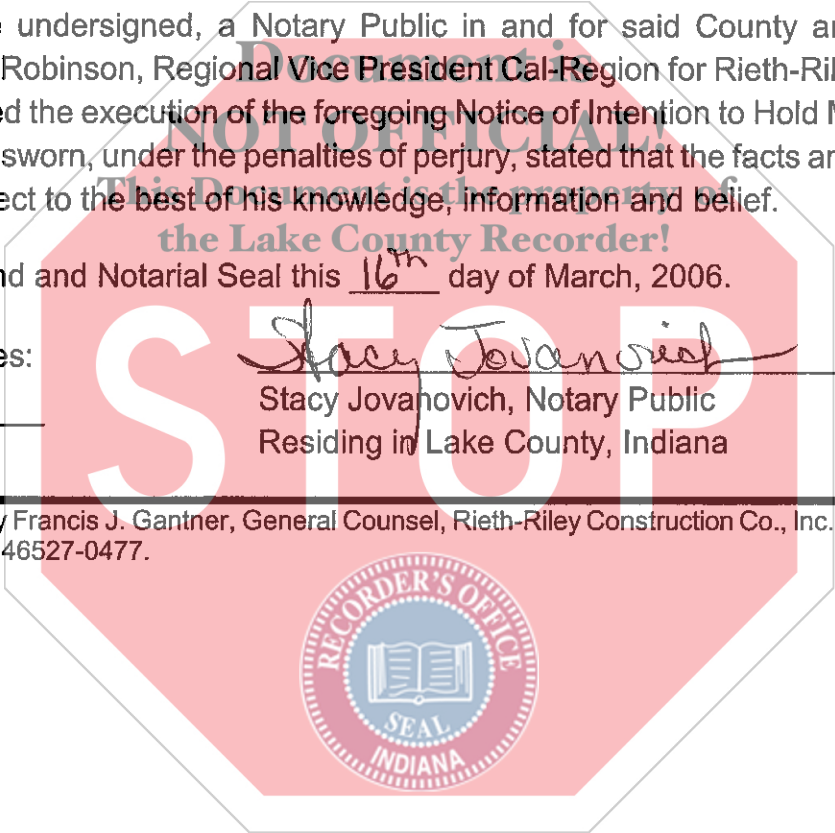 undersigned, a Notary Public in and for said County
Document is
Robinson, Regional Vice President Cal-Region for Rieth-Ril
ed the execution of the foregoing Notice of Intention to Hold M
NOT OFFICIAL!
sworn, under the penalties of perjury, stated that the facts an
This Document is the property of
ect to the best of his knowledge, information and belief.
the Lake County Recorder!
nd and Notarial Seal this 16th day of March, 2006.
STOP
es:
Stacy Jovanovich
Stacy Jovanovich, Notary Public
Residing in Lake County, Indiana
y Francis J. Gantner, General Counsel, Rieth-Riley Construction Co., Inc.
46527-0477.
RECORDER'S OFFICE
SEAL
INDIANA